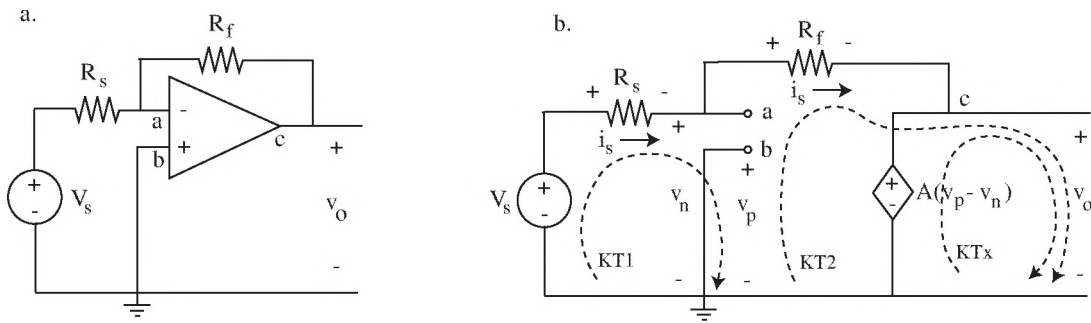 a.
R_f
R_s
-
a
b
+
c
+
-
V_s
+
v_o
-
b.
+ R_f -
+ R_s -
i_s
i_s
c
a
b
+
+
+
-
V_s
v_n
v_p
+
-
A(v_p - v_n)
+
v_o
KT1
KT2
KTx
-
-
-